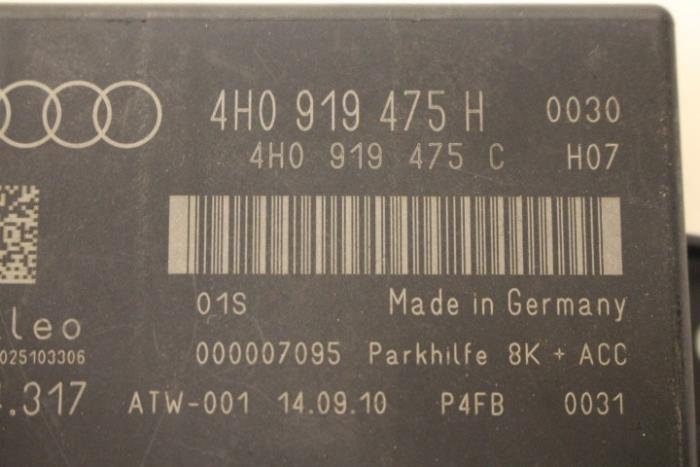 4H0 919 475 H 0030
4H0 919 475 C H07
01S Made in Germany
leo
025103306
000007095 Parkhilfe 8K + ACC
.317
ATW-001 14.09.10 P4FB 0031